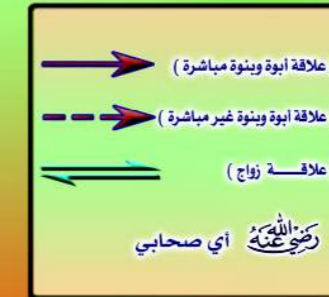 علاقة أبوة وبنوة مباشرة )
علاقة أبوة وبنوة غير مباشرة )
علاقـــــة زواج )
رضي الله عنه أي صحابي